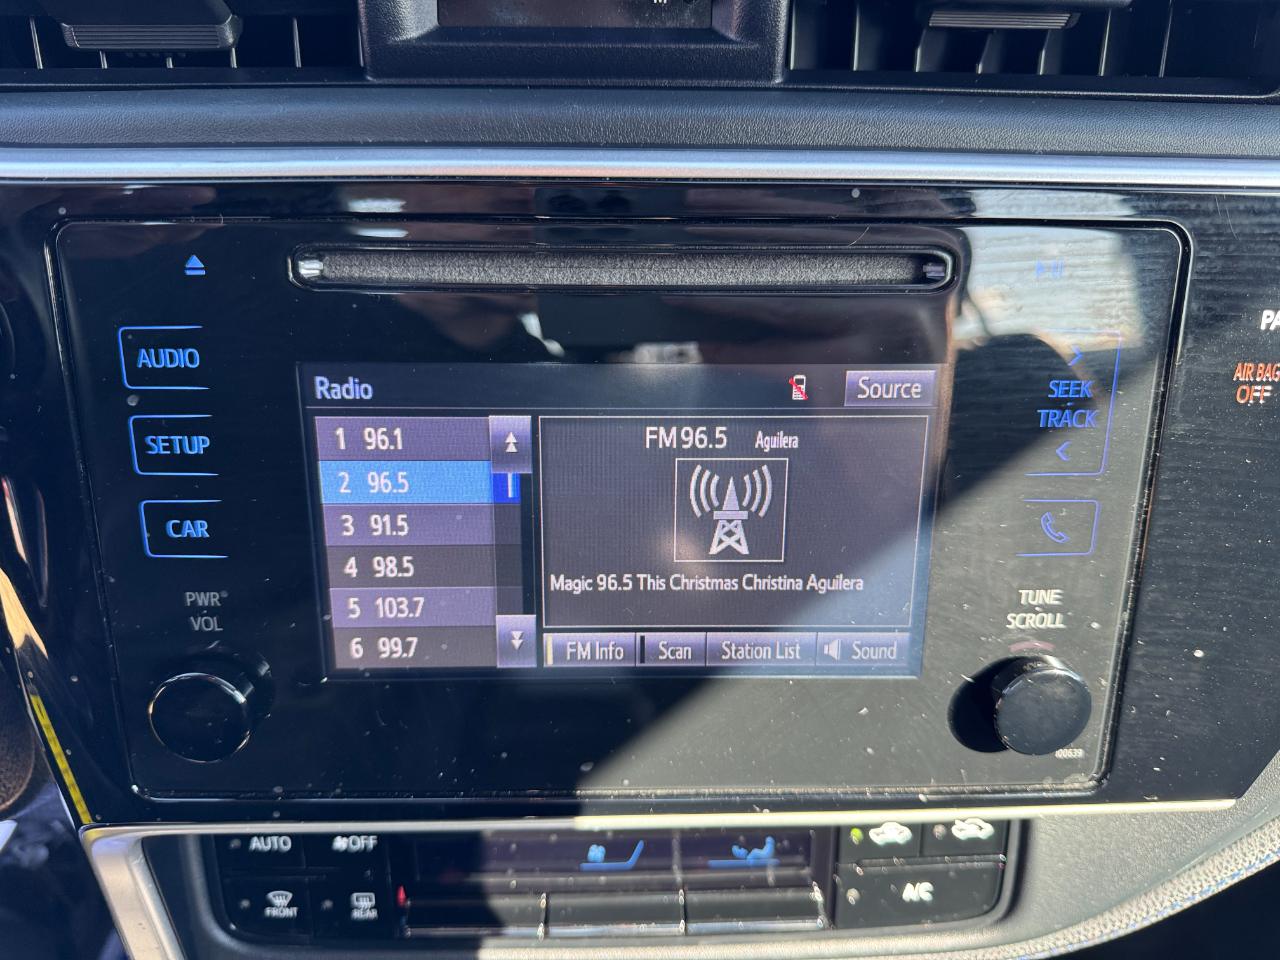 AUDIO
SETUP
CAR
PWR
VOL
Radio
Source
1 96.1
2 96.5
3 91.5
4 98.5
5 103.7
6 99.7
FM 96.5 Aguilera
Magic 96.5 This Christmas Christina Aguilera
FM Info
Scan
Station List
Sound
SEEK
TRACK
TUNE
SCROLL
100639
AIR BAG
OFF
AUTO
OFF
FRONT
REAR
A/C